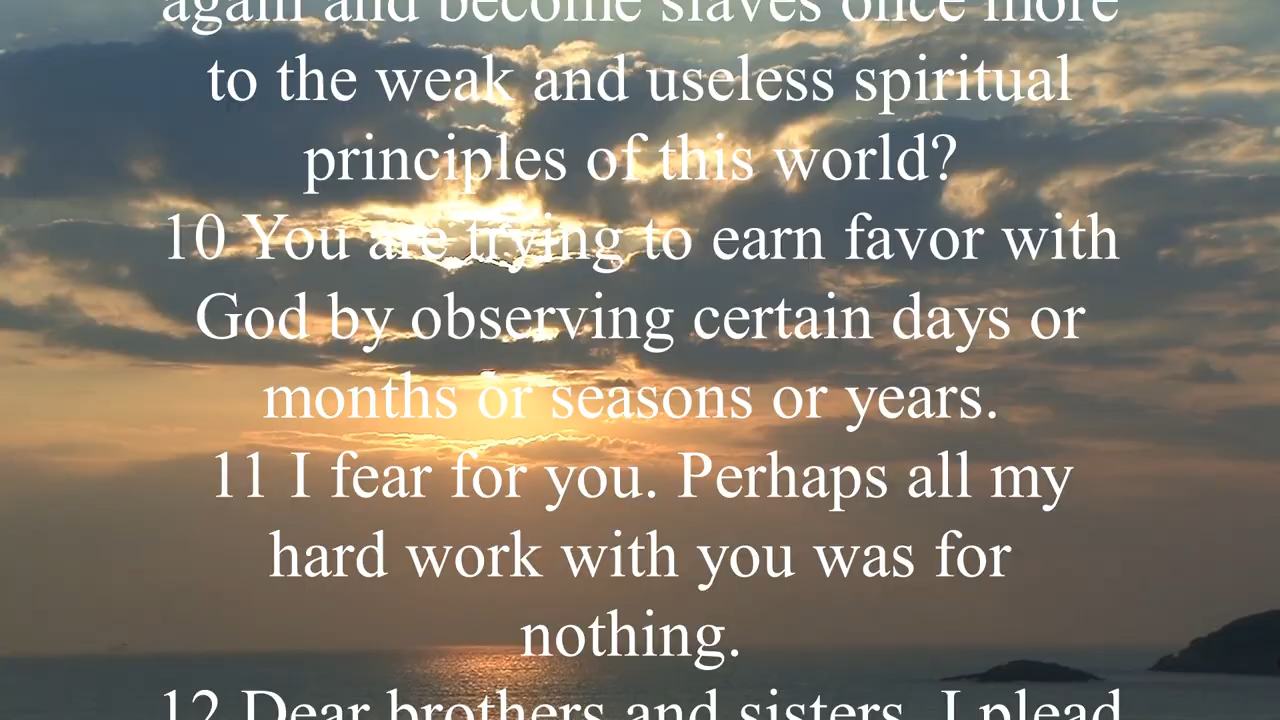 again and become slaves once more
to the weak and useless spiritual
principles of this world?
10 You are trying to earn favor with
God by observing certain days or
months or seasons or years.
11 I fear for you. Perhaps all my
hard work with you was for
nothing.
12 Dear brothers and sisters, I plead